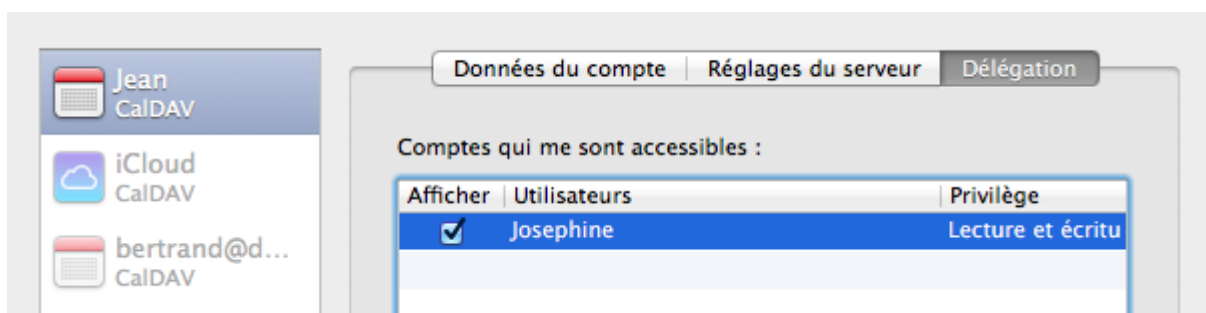 Jean
CalDAV
iCloud
CalDAV
bertrand@d...
CalDAV
Données du compte Réglages du serveur Délégation
Comptes qui me sont accessibles :
Afficher Utilisateurs Privilège
Josephine Lecture et écritu